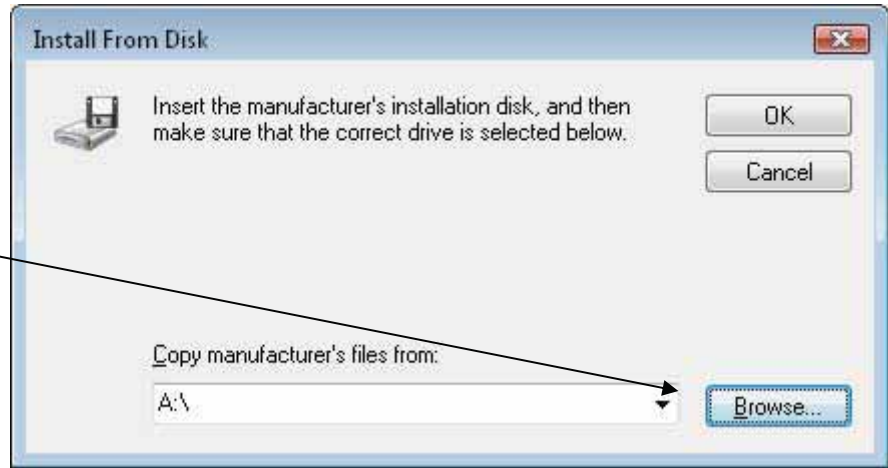 Install From Disk
Insert the manufacturer's installation disk, and then
make sure that the correct drive is selected below.
OK
Cancel
Copy manufacturer's files from:
A:\
Browse...